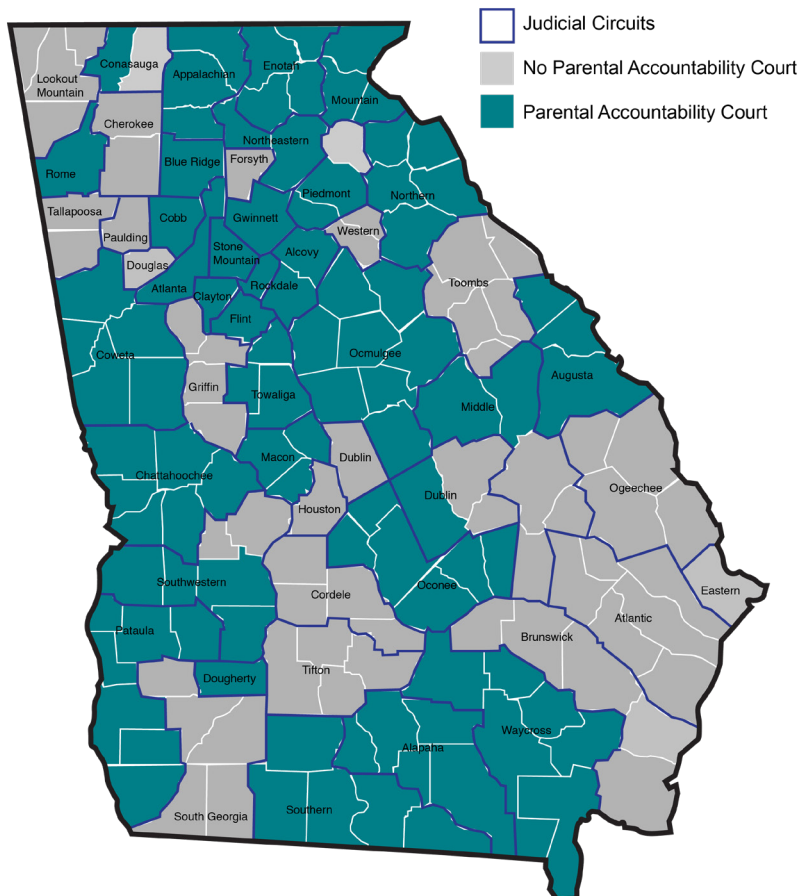 Judicial Circuits
No Parental Accountability Court
Parental Accountability Court
Conasauga
Enotah
Lookout
Mountain
Appalachian
Mountain
Cherokee
Northeastern
Blue Ridge
Forsyth
Rome
Piedmont
Northern
Tallapoosa
Cobb
Gwinnett
Paulding
Western
Stone
Mountain
Alcovy
Douglas
Atlanta
Rockdale
Clayton
Toombs
Flint
Coweta
Ocmulgee
Augusta
Griffin
Towaliga
Middle
Macon
Dublin
Chattahoochee
Dublin
Ogeechee
Houston
Southwestern
Oconee
Eastern
Cordele
Atlantic
Pataula
Brunswick
Tifton
Dougherty
Waycross
Alapaha
Southern
South Georgia